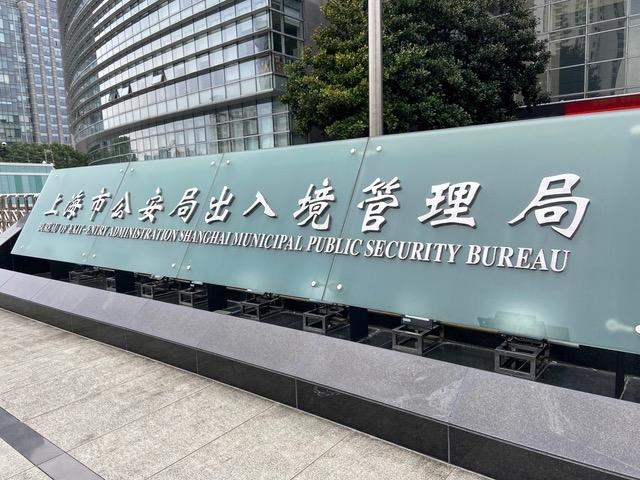 上海市公安局出入境管理局
BUREAU OF EXIT-ENTRY ADMINISTRATION SHANGHAI MUNICIPAL PUBLIC SECURITY BUREAU